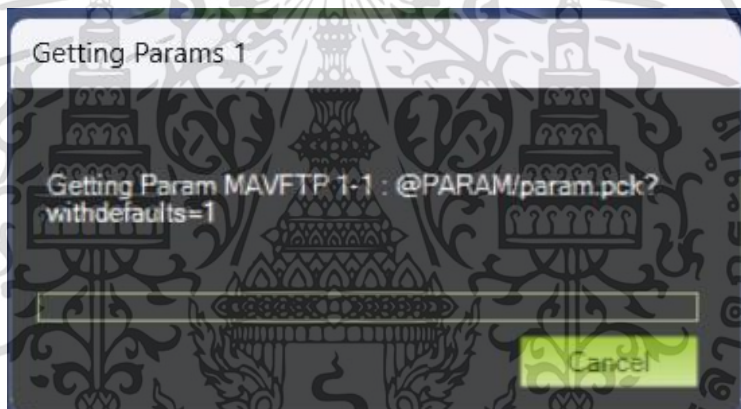 Getting Params 1
Getting Param MAVFTP 1-1 : @PARAM/param.pck?
withdefaults=1
Cancel